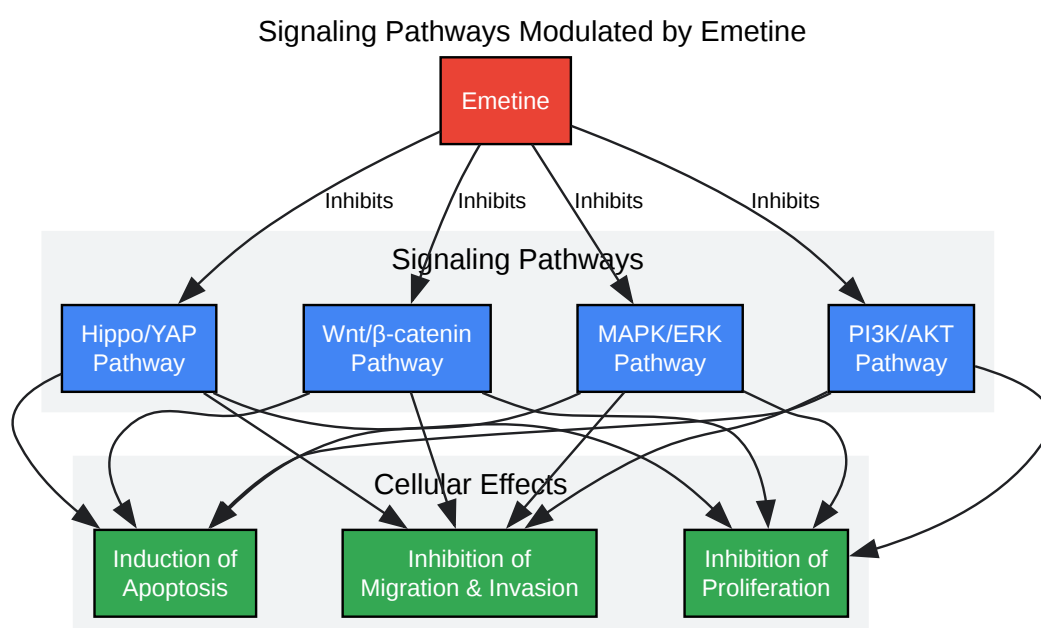 Signaling Pathways Modulated by Emetine
Emetine
Inhibits
Inhibits
Inhibits
Inhibits
Signaling Pathways
Hippo/YAP
Pathway
Wnt/β-catenin
Pathway
MAPK/ERK
Pathway
PI3K/AKT
Pathway
Cellular Effects
Induction of
Apoptosis
Inhibition of
Migration & Invasion
Inhibition of
Proliferation